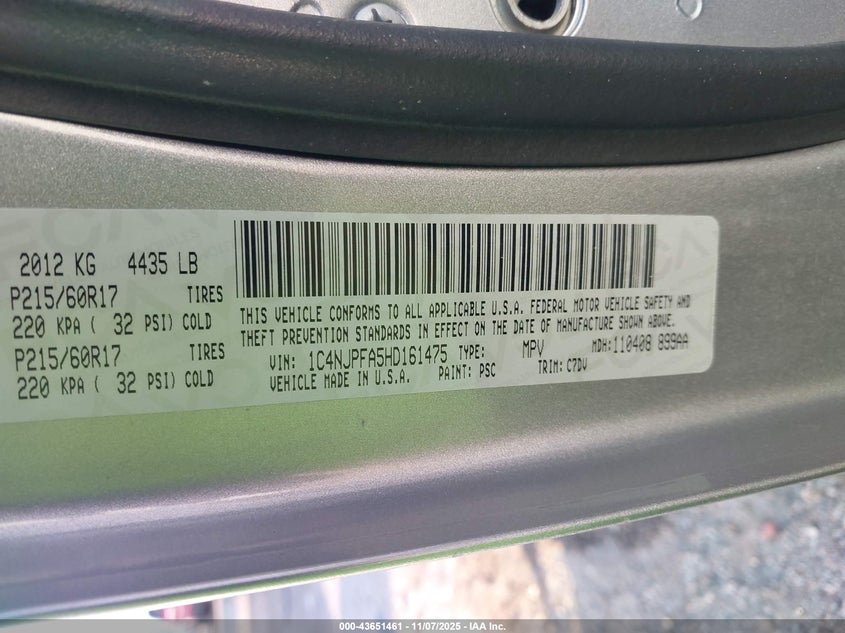 2012 KG 4435 LB
P215/60R17 TIRES
220 KPA ( 32 PSI) COLD
P215/60R17 TIRES
220 KPA ( 32 PSI) COLD
THIS VEHICLE CONFORMS TO ALL APPLICABLE U.S.A. FEDERAL MOTOR VEHICLE SAFETY AND
THEFT PREVENTION STANDARDS IN EFFECT ON THE DATE OF MANUFACTURE SHOWN ABOVE.
VIN: 1C4NJPFA5HD161475 TYPE: MPV MDH:110408 899AA
VEHICLE MADE IN U.S.A. PAINT: PSC TRIM: C7DV
000-43651461 | 11/07/2025 - IAA Inc.